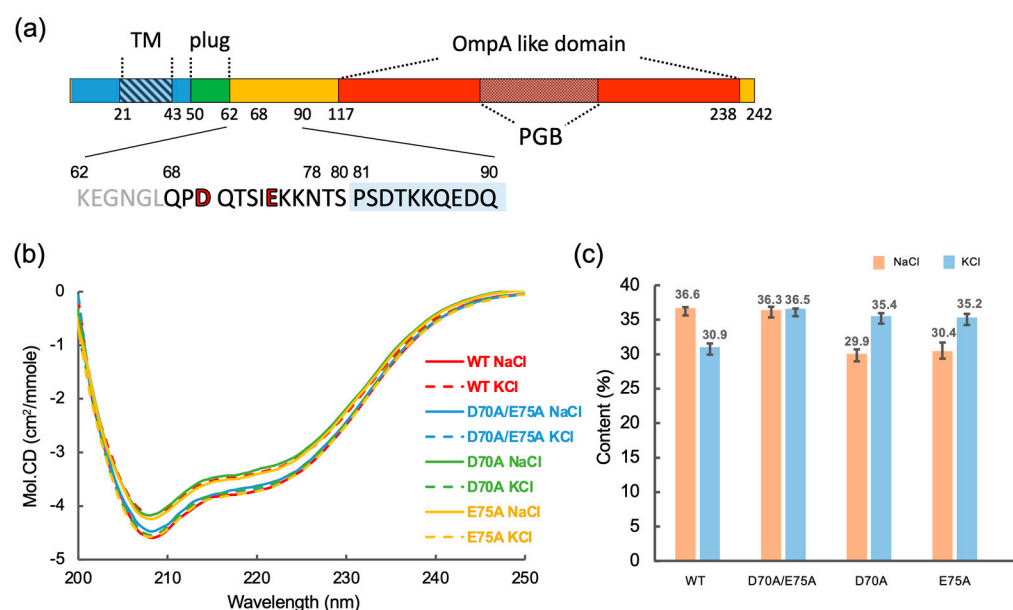 (a)
TM plug OmpA like domain
21 43 50 62 68 90 117 238 242
PGB
62 68 78 80 81 90
KEGNGLQPD QTSIEKKNTS PSDTKKQEDQ
(b)
0
-1
-2
-3
-4
-5
Mol.CD (cm²/mmole)
200 210 220 230 240 250
Wavelength (nm)
WT NaCl
WT KCl
D70A/E75A NaCl
D70A/E75A KCl
D70A NaCl
D70A KCl
E75A NaCl
E75A KCl
(c)
NaCl KCl
40
35
30
25
20
15
10
5
0
Content (%)
36.6 30.9 36.3 36.5 29.9 35.4 30.4 35.2
WT D70A/E75A D70A E75A